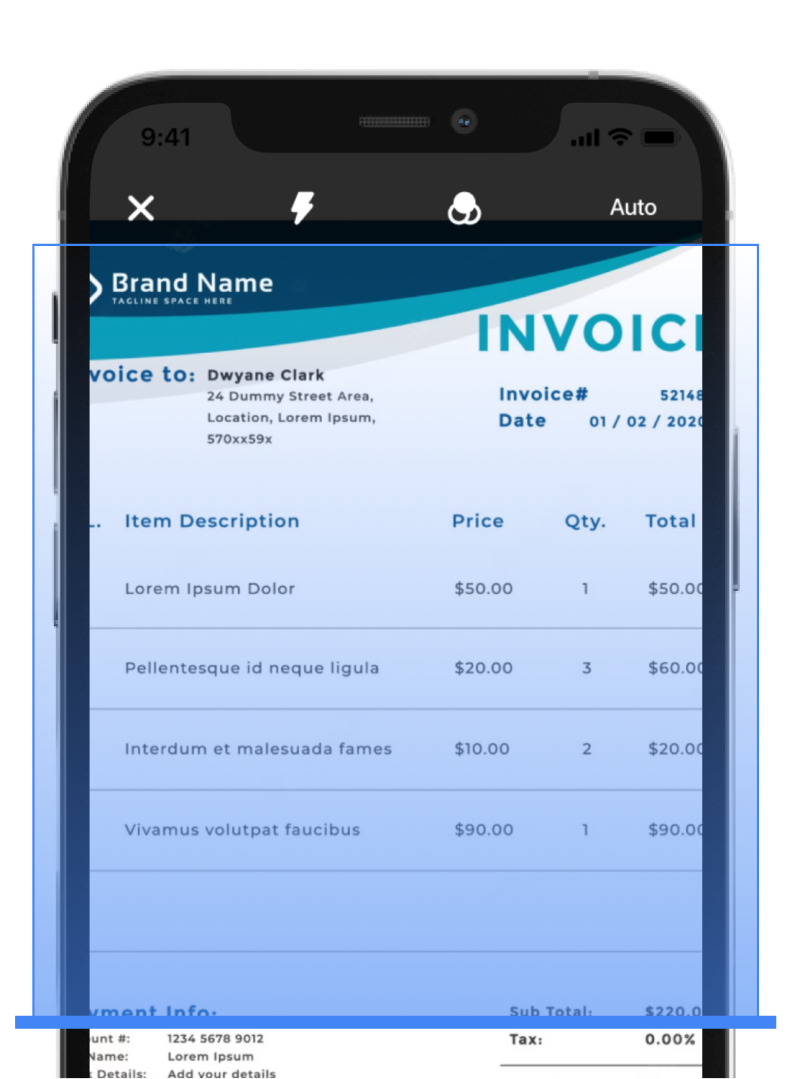 9:41
Auto
Brand Name
TAGLINE SPACE HERE
INVOIC
voice to: Dwyane Clark
24 Dummy Street Area,
Location, Lorem Ipsum,
570xx59x
Invoice# 52148
Date 01 / 02 / 2020
L. Item Description Price Qty. Total
Lorem Ipsum Dolor $50.00 1 $50.00
Pellentesque id neque ligula $20.00 3 $60.00
Interdum et malesuada fames $10.00 2 $20.00
Vivamus volutpat faucibus $90.00 1 $90.00
yment Info: Sub Total: $220.0
ount #: 1234 5678 9012 Tax: 0.00%
Name: Lorem Ipsum
Details: Add your details